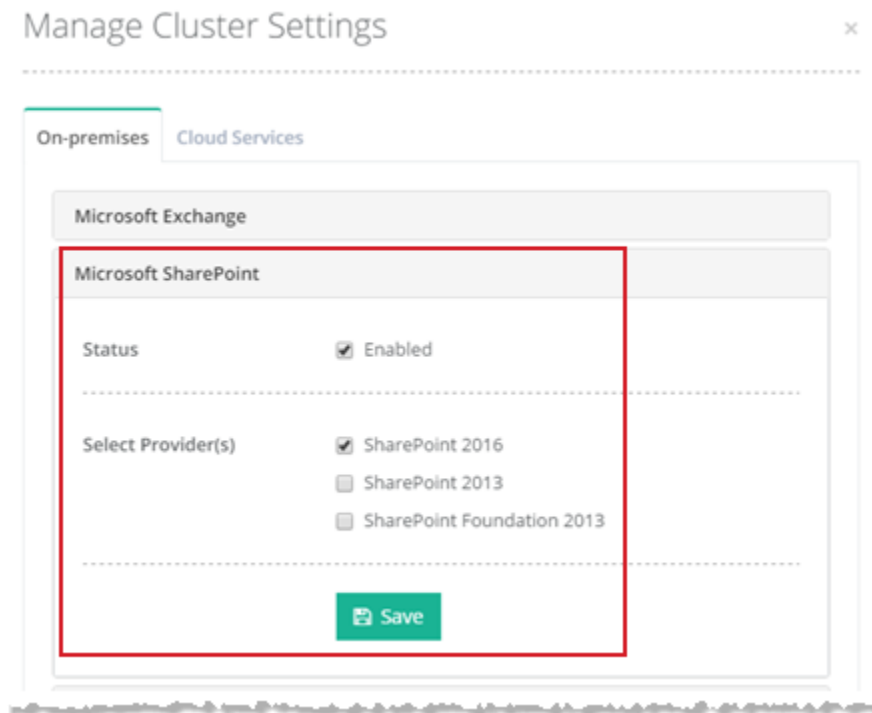 Manage Cluster Settings ×
On-premises Cloud Services
Microsoft Exchange
Microsoft SharePoint
Status Enabled
Select Provider(s) SharePoint 2016
SharePoint 2013
SharePoint Foundation 2013
Save